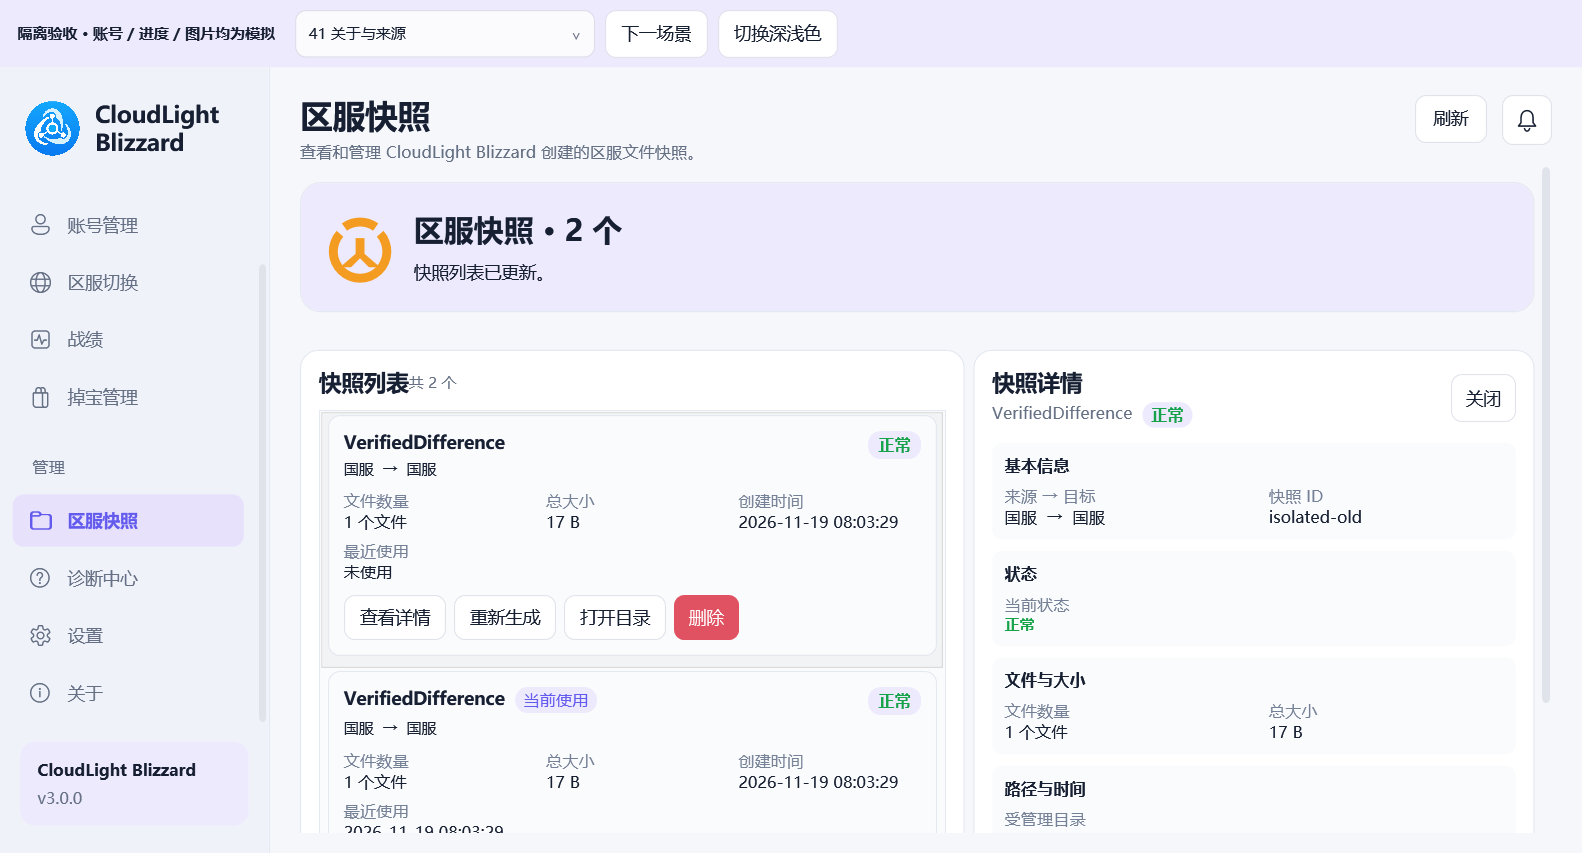 隔离验收 • 账号 / 进度 / 图片均为模拟
41 关于与来源
下一场景
切换深浅色
CloudLight
Blizzard
账号管理
区服切换
战绩
掉宝管理
管理
区服快照
诊断中心
设置
关于
CloudLight Blizzard
v3.0.0
区服快照
查看和管理 CloudLight Blizzard 创建的区服文件快照。
刷新
区服快照 • 2 个
快照列表已更新。
快照列表共 2 个
VerifiedDifference
正常
国服 → 国服
文件数量 总大小 创建时间
1 个文件 17 B 2026-11-19 08:03:29
最近使用
未使用
查看详情 重新生成 打开目录 删除
VerifiedDifference 当前使用 正常
国服 → 国服
文件数量 总大小 创建时间
1 个文件 17 B 2026-11-19 08:03:29
最近使用
2026-11-19 08:03:29
快照详情
VerifiedDifference 正常
关闭
基本信息
来源 → 目标 快照 ID
国服 → 国服 isolated-old
状态
当前状态
正常
文件与大小
文件数量 总大小
1 个文件 17 B
路径与时间
受管理目录